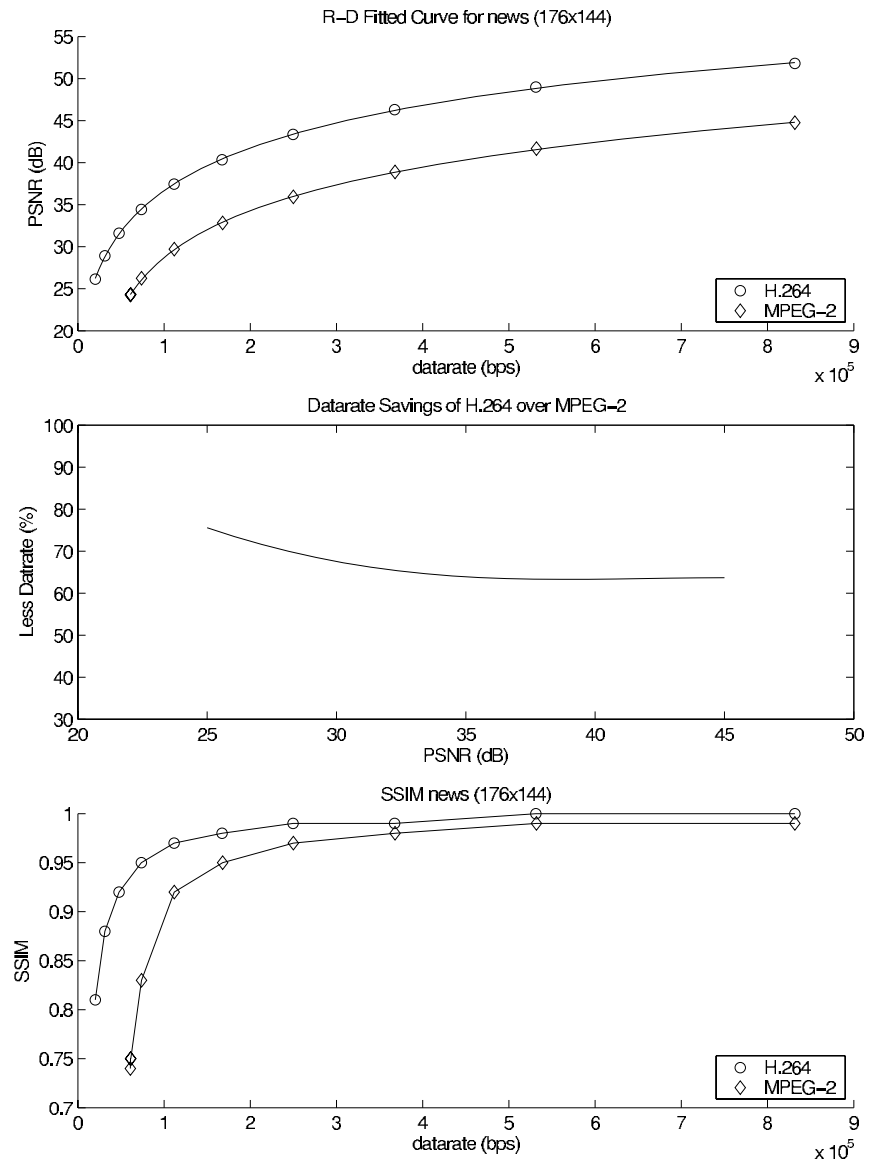 R-D Fitted Curve for news (176x144)
PSNR (dB)
55
50
45
40
35
30
25
20
0 1 2 3 4 5 6 7 8 9
datarate (bps)
x 10^5
H.264
MPEG-2
Datarate Savings of H.264 over MPEG-2
Less Datrate (%)
100
90
80
70
60
50
40
30
20 25 30 35 40 45 50
PSNR (dB)
SSIM news (176x144)
SSIM
1
0.95
0.9
0.85
0.8
0.75
0.7
0 1 2 3 4 5 6 7 8 9
datarate (bps)
x 10^5
H.264
MPEG-2